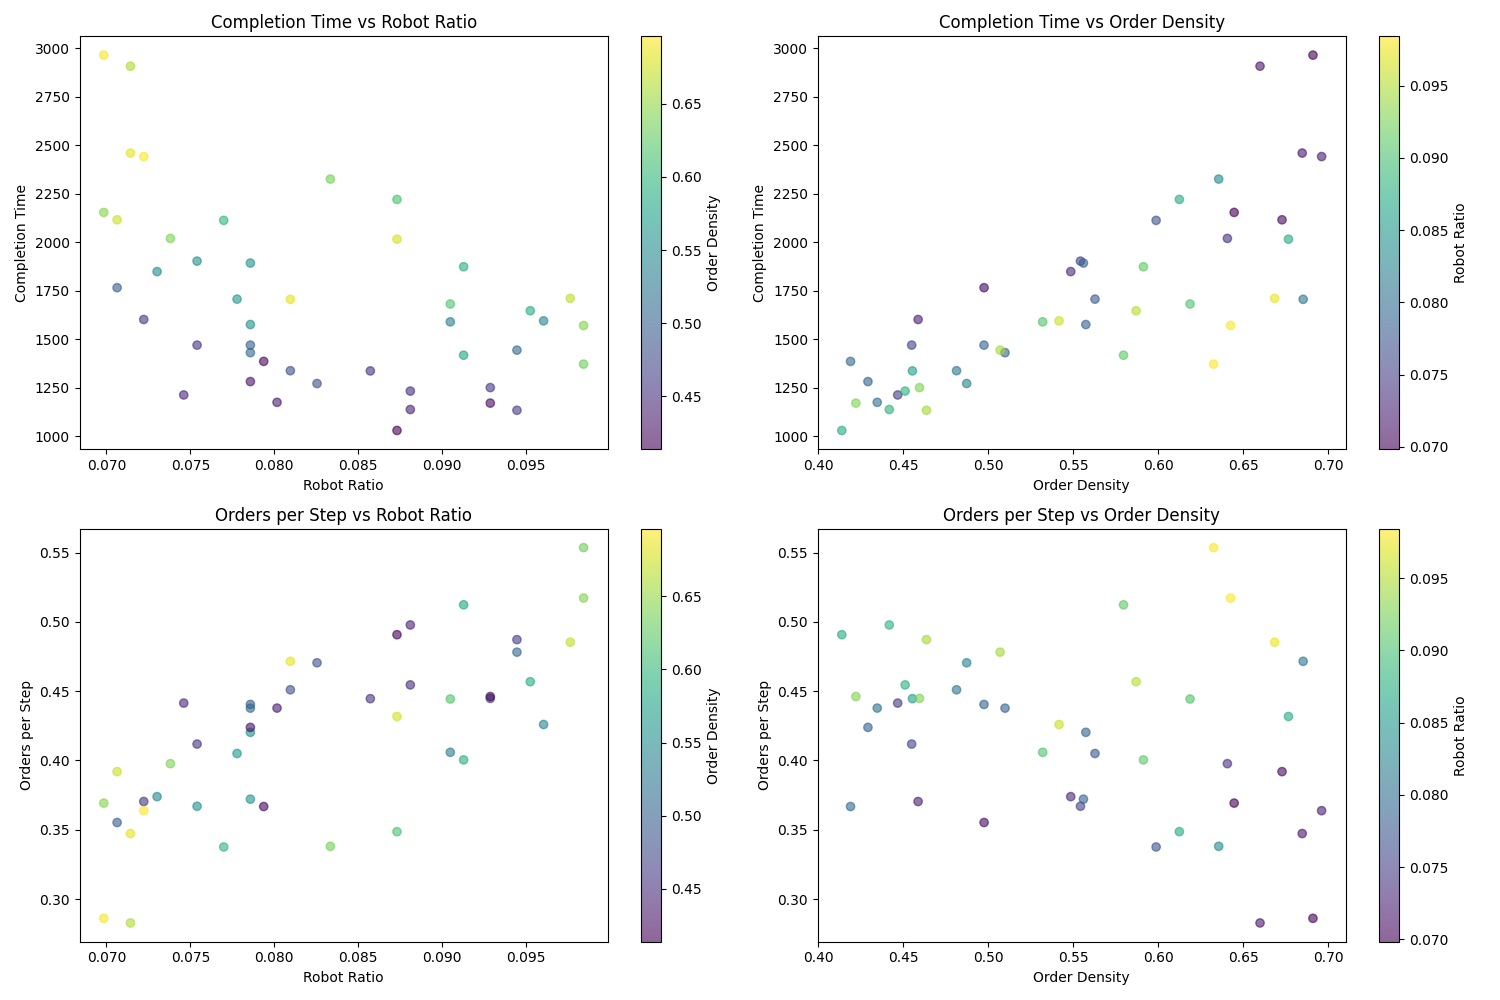 Completion Time vs Robot Ratio
Completion Time
3000
2750
2500
2250
2000
1750
1500
1250
1000
0.070 0.075 0.080 0.085 0.090 0.095
Robot Ratio
0.65
0.60
0.55
0.50
0.45
Order Density
Completion Time vs Order Density
Completion Time
3000
2750
2500
2250
2000
1750
1500
1250
1000
0.40 0.45 0.50 0.55 0.60 0.65 0.70
Order Density
0.095
0.090
0.085
0.080
0.075
0.070
Robot Ratio
Orders per Step vs Robot Ratio
Orders per Step
0.55
0.50
0.45
0.40
0.35
0.30
0.070 0.075 0.080 0.085 0.090 0.095
Robot Ratio
0.65
0.60
0.55
0.50
0.45
Order Density
Orders per Step vs Order Density
Orders per Step
0.55
0.50
0.45
0.40
0.35
0.30
0.40 0.45 0.50 0.55 0.60 0.65 0.70
Order Density
0.095
0.090
0.085
0.080
0.075
0.070
Robot Ratio